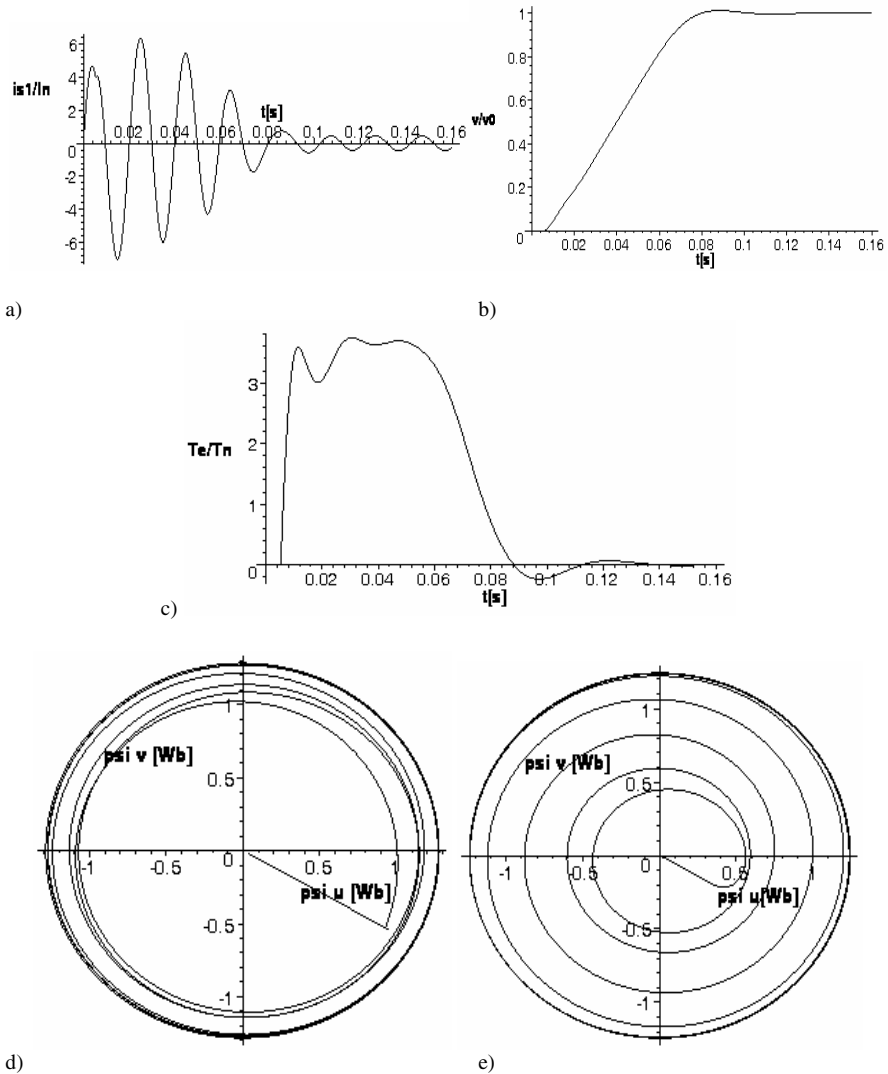 6
4
2
0
-2
-4
-6
is1/In
t[s]
0.02 0.04 0.06 0.08 0.1 0.12 0.14 0.16
a)
1
0.8
0.6
0.4
0.2
0
v/v0
0.02 0.04 0.06 0.08 0.1 0.12 0.14 0.16
t[s]
b)
3
2
1
0
Te/Tn
0.02 0.04 0.06 0.08 0.1 0.12 0.14 0.16
t[s]
c)
psi v [Wb]
1
0.5
-1 -0.5 0 0.5 1
psi u [Wb]
-0.5
-1
d)
1
psi v [Wb]
0.5
-1 -0.5 0 0.5 1
psi u[Wb]
-0.5
-1
e)